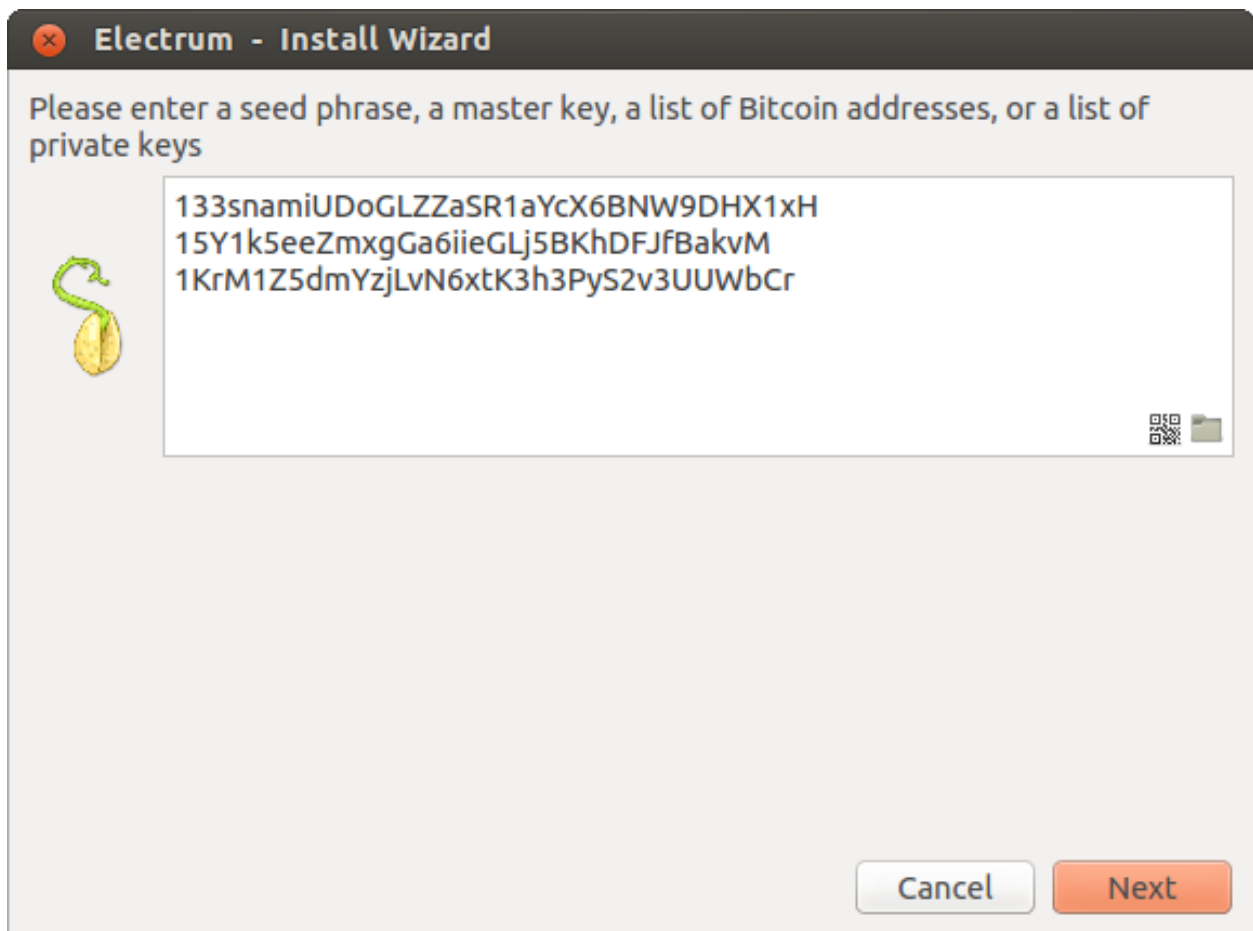 Electrum - Install Wizard
Please enter a seed phrase, a master key, a list of Bitcoin addresses, or a list of
private keys
133snamiUDoGLZZaSR1aYcX6BNW9DHX1xH
15Y1k5eeZmxgGa6iieGLj5BKhDFJfBakvM
1KrM1Z5dmYzjLvN6xtK3h3PyS2v3UUWbCr
Cancel
Next